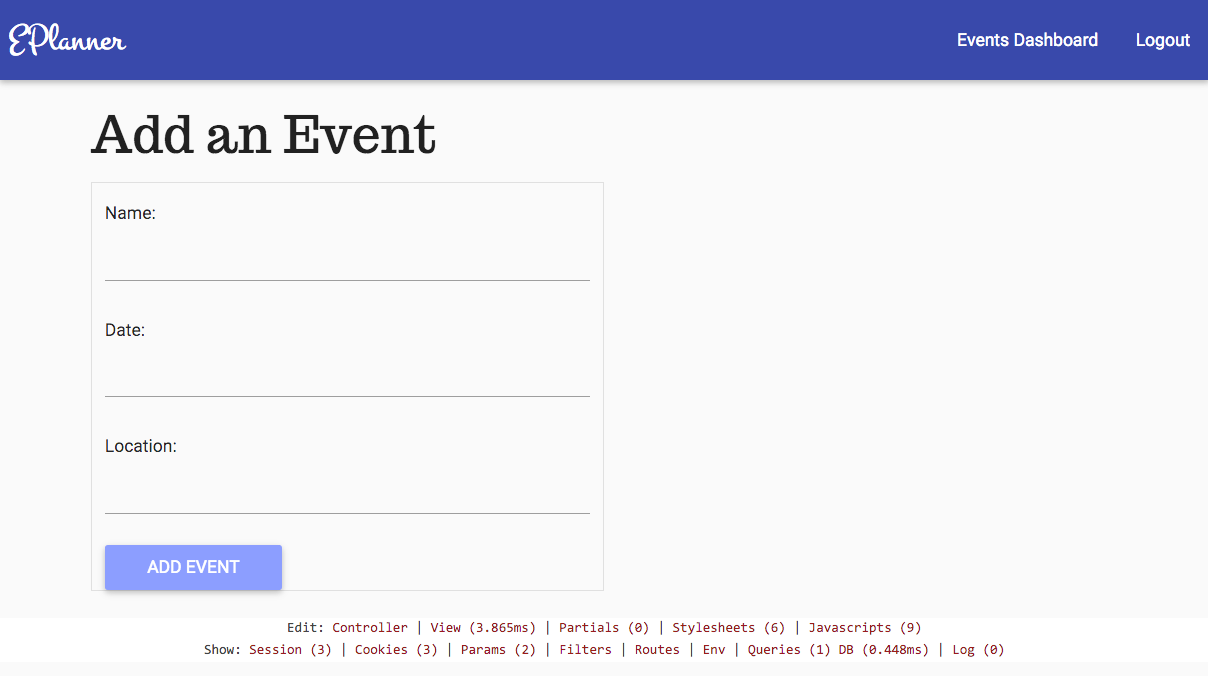 EPlanner
Events Dashboard
Logout
Add an Event
Name:
Date:
Location:
ADD EVENT
Edit: Controller | View (3.865ms) | Partials (0) | Stylesheets (6) | Javascripts (9)
Show: Session (3) | Cookies (3) | Params (2) | Filters | Routes | Env | Queries (1) DB (0.448ms) | Log (0)